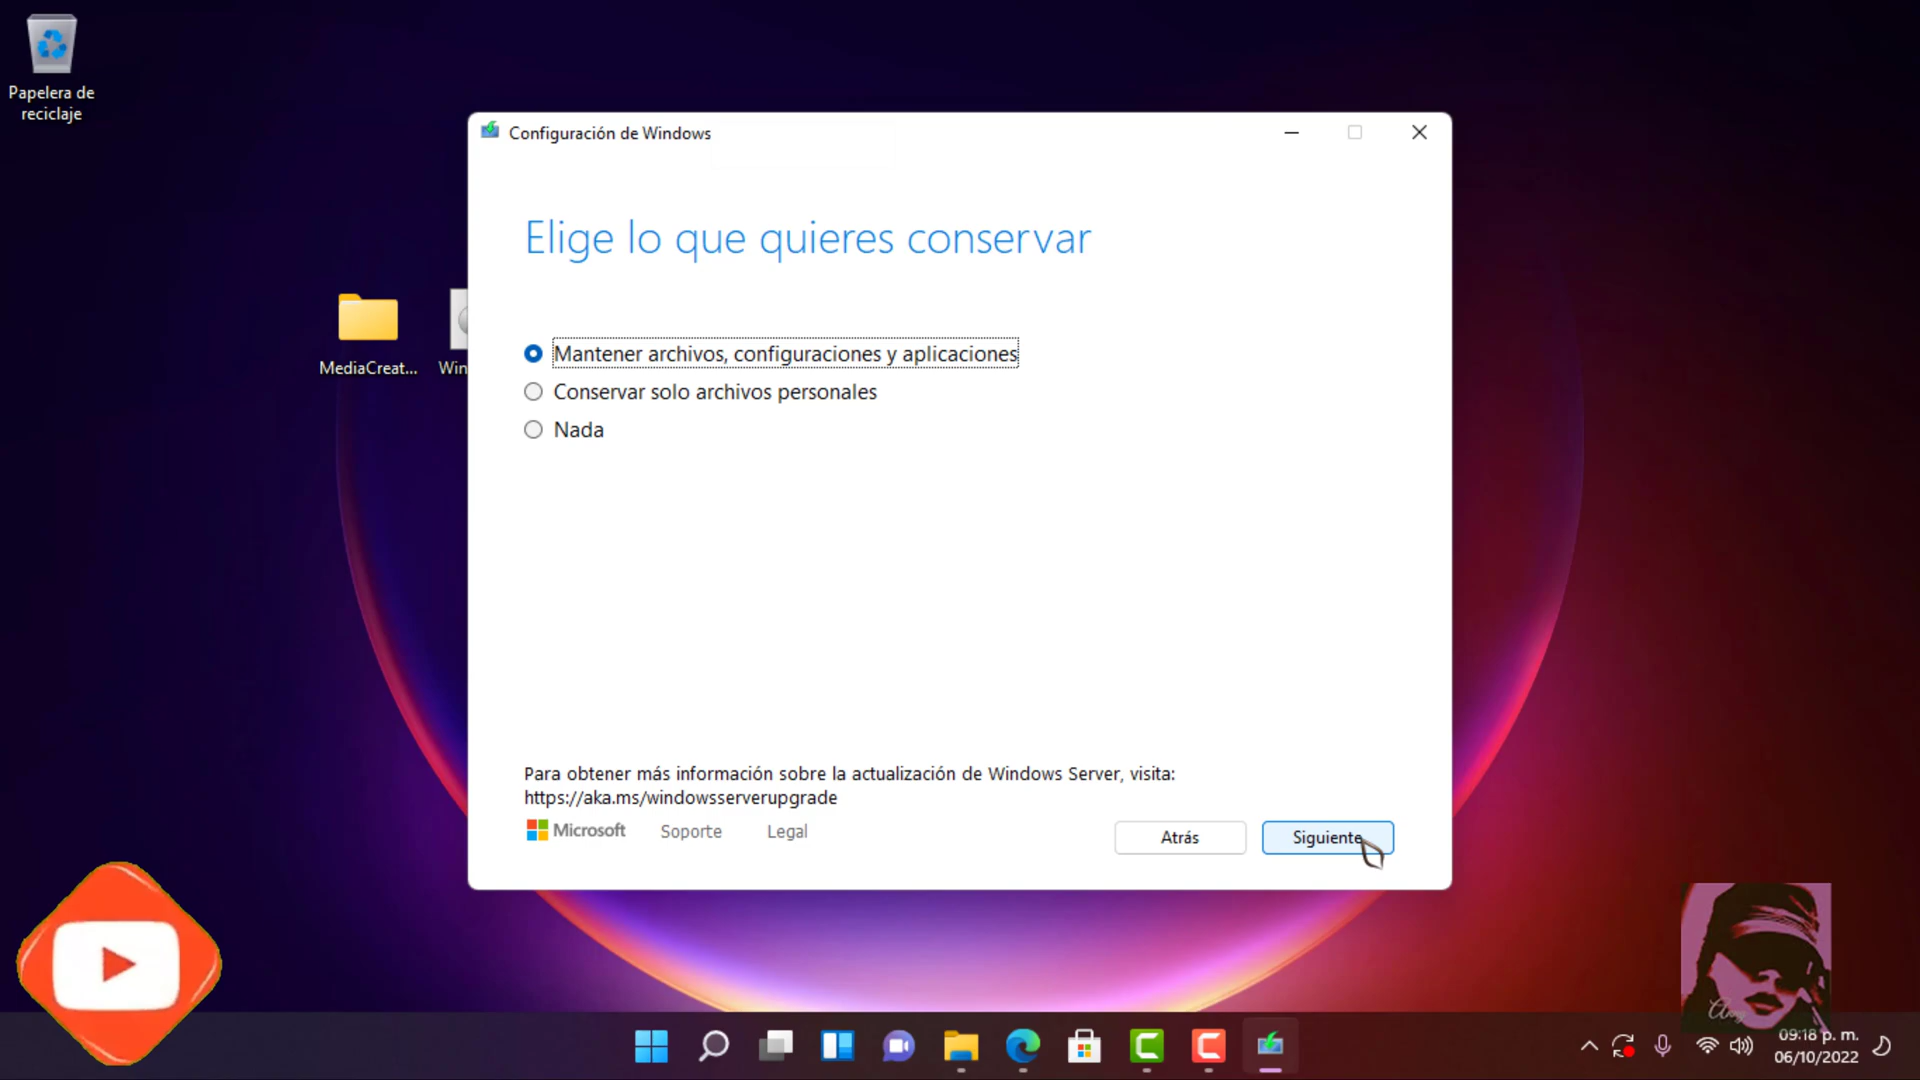 Papelera de
reciclaje
MediaCreat...
Win
Configuración de Windows
Elige lo que quieres conservar
Mantener archivos, configuraciones y aplicaciones
Conservar solo archivos personales
Nada
Para obtener más información sobre la actualización de Windows Server, visita:
https://aka.ms/windowsserverupgrade
Microsoft
Soporte
Legal
Atrás
Siguiente
09:18 p. m.
06/10/2022